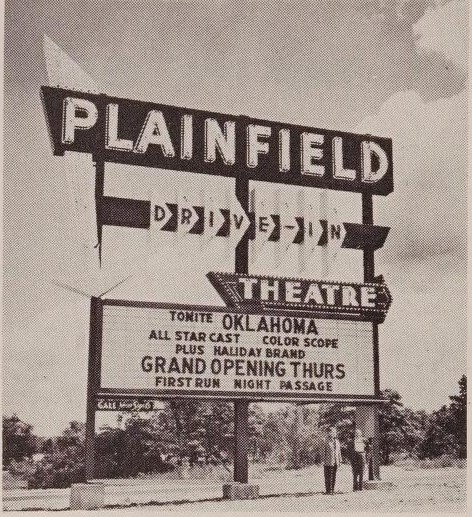 PLAINFIELD
DRIVE-IN
THEATRE
TONITE OKLAHOMA
ALL STAR CAST COLOR SCOPE
PLUS HALIDAY BRAND
GRAND OPENING THURS
FIRST RUN NIGHT PASSAGE